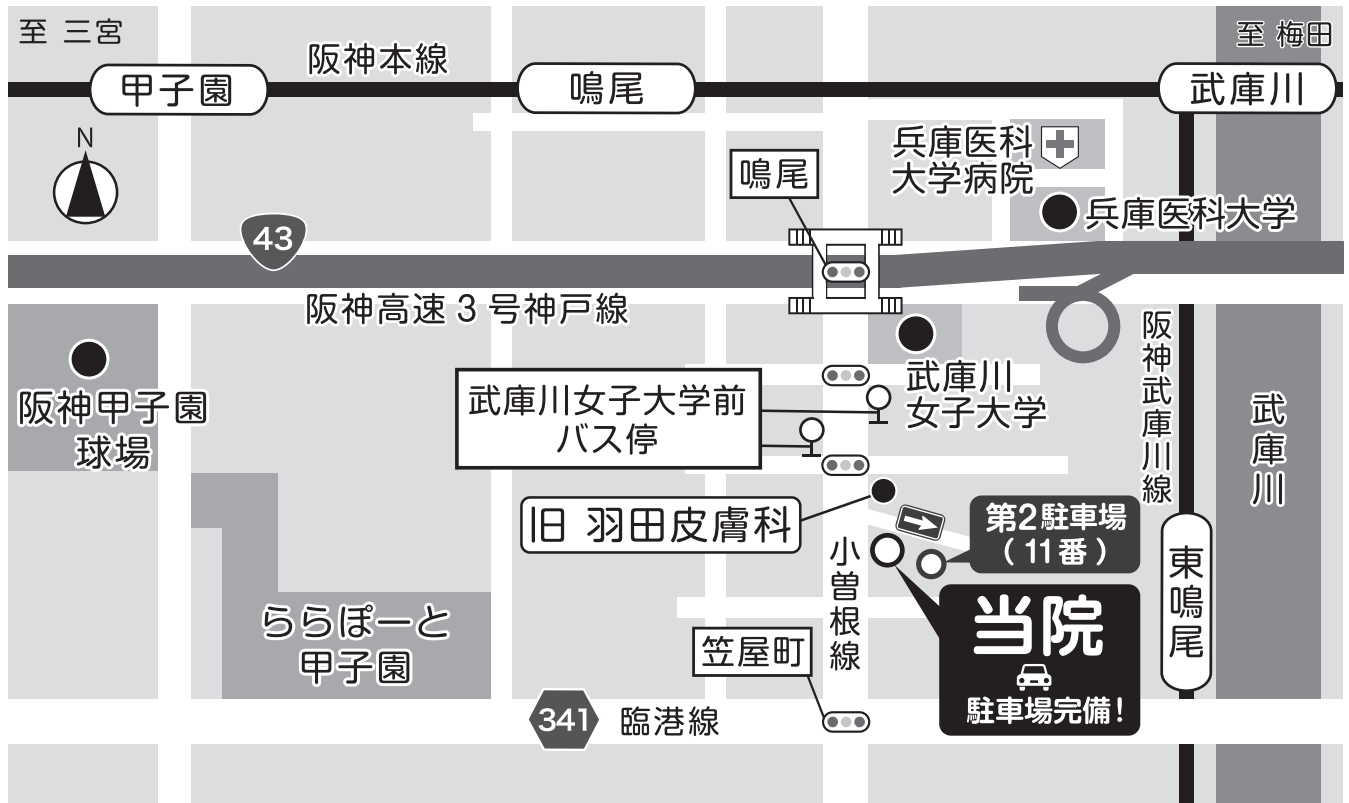 至 三宮
至 梅田
阪神本線
甲子園
鳴尾
武庫川
N
兵庫医科
大学病院
鳴尾
兵庫医科大学
43
阪神高速3号神戸線
阪神甲子園
球場
武庫川女子大学前
バス停
武庫川
女子大学
阪神武庫川線
武庫川
旧 羽田皮膚科
第2駐車場
(11番)
小曽根線
当院
駐車場完備!
東鳴尾
ららぽーと
甲子園
笠屋町
341
臨港線